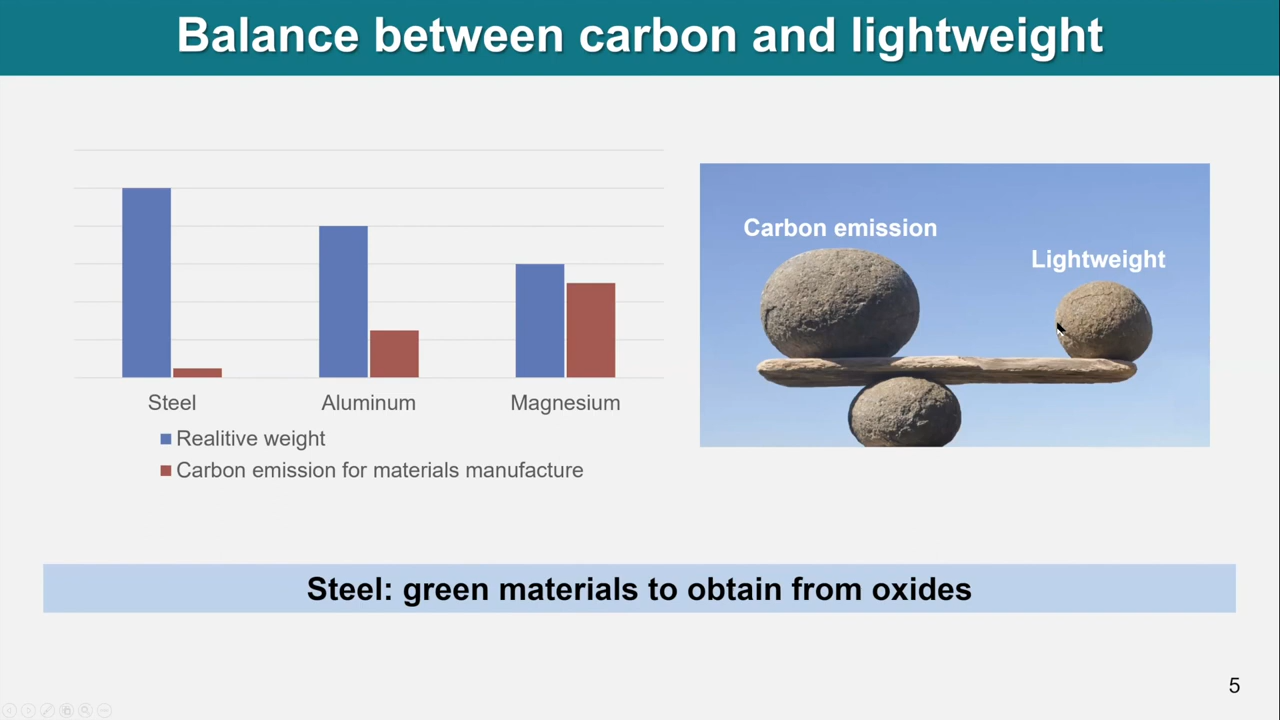 Balance between carbon and lightweight
Steel
Aluminum
Magnesium
Realitive weight
Carbon emission for materials manufacture
Carbon emission
Lightweight
Steel: green materials to obtain from oxides
5